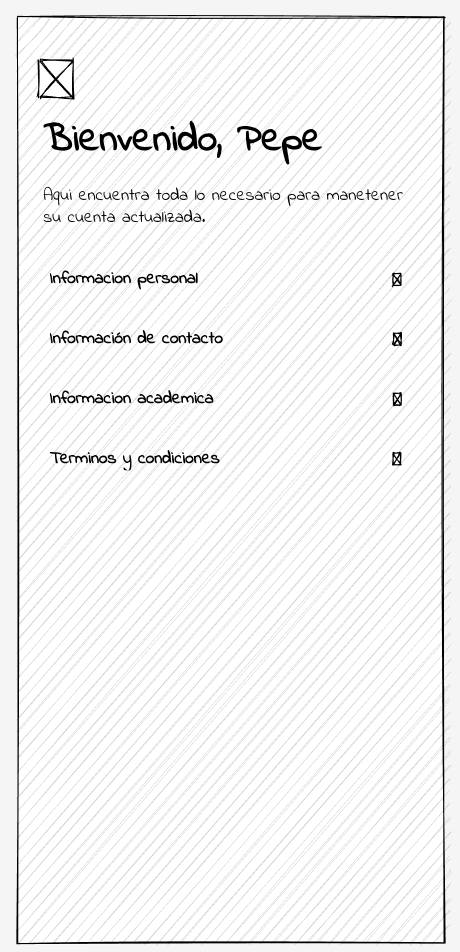 Bienvenido, Pepe
Aqui encuentra toda lo necesario para manetener
su cuenta actualizada.
Informacion personal
Información de contacto
Informacion academica
Terminos y condiciones